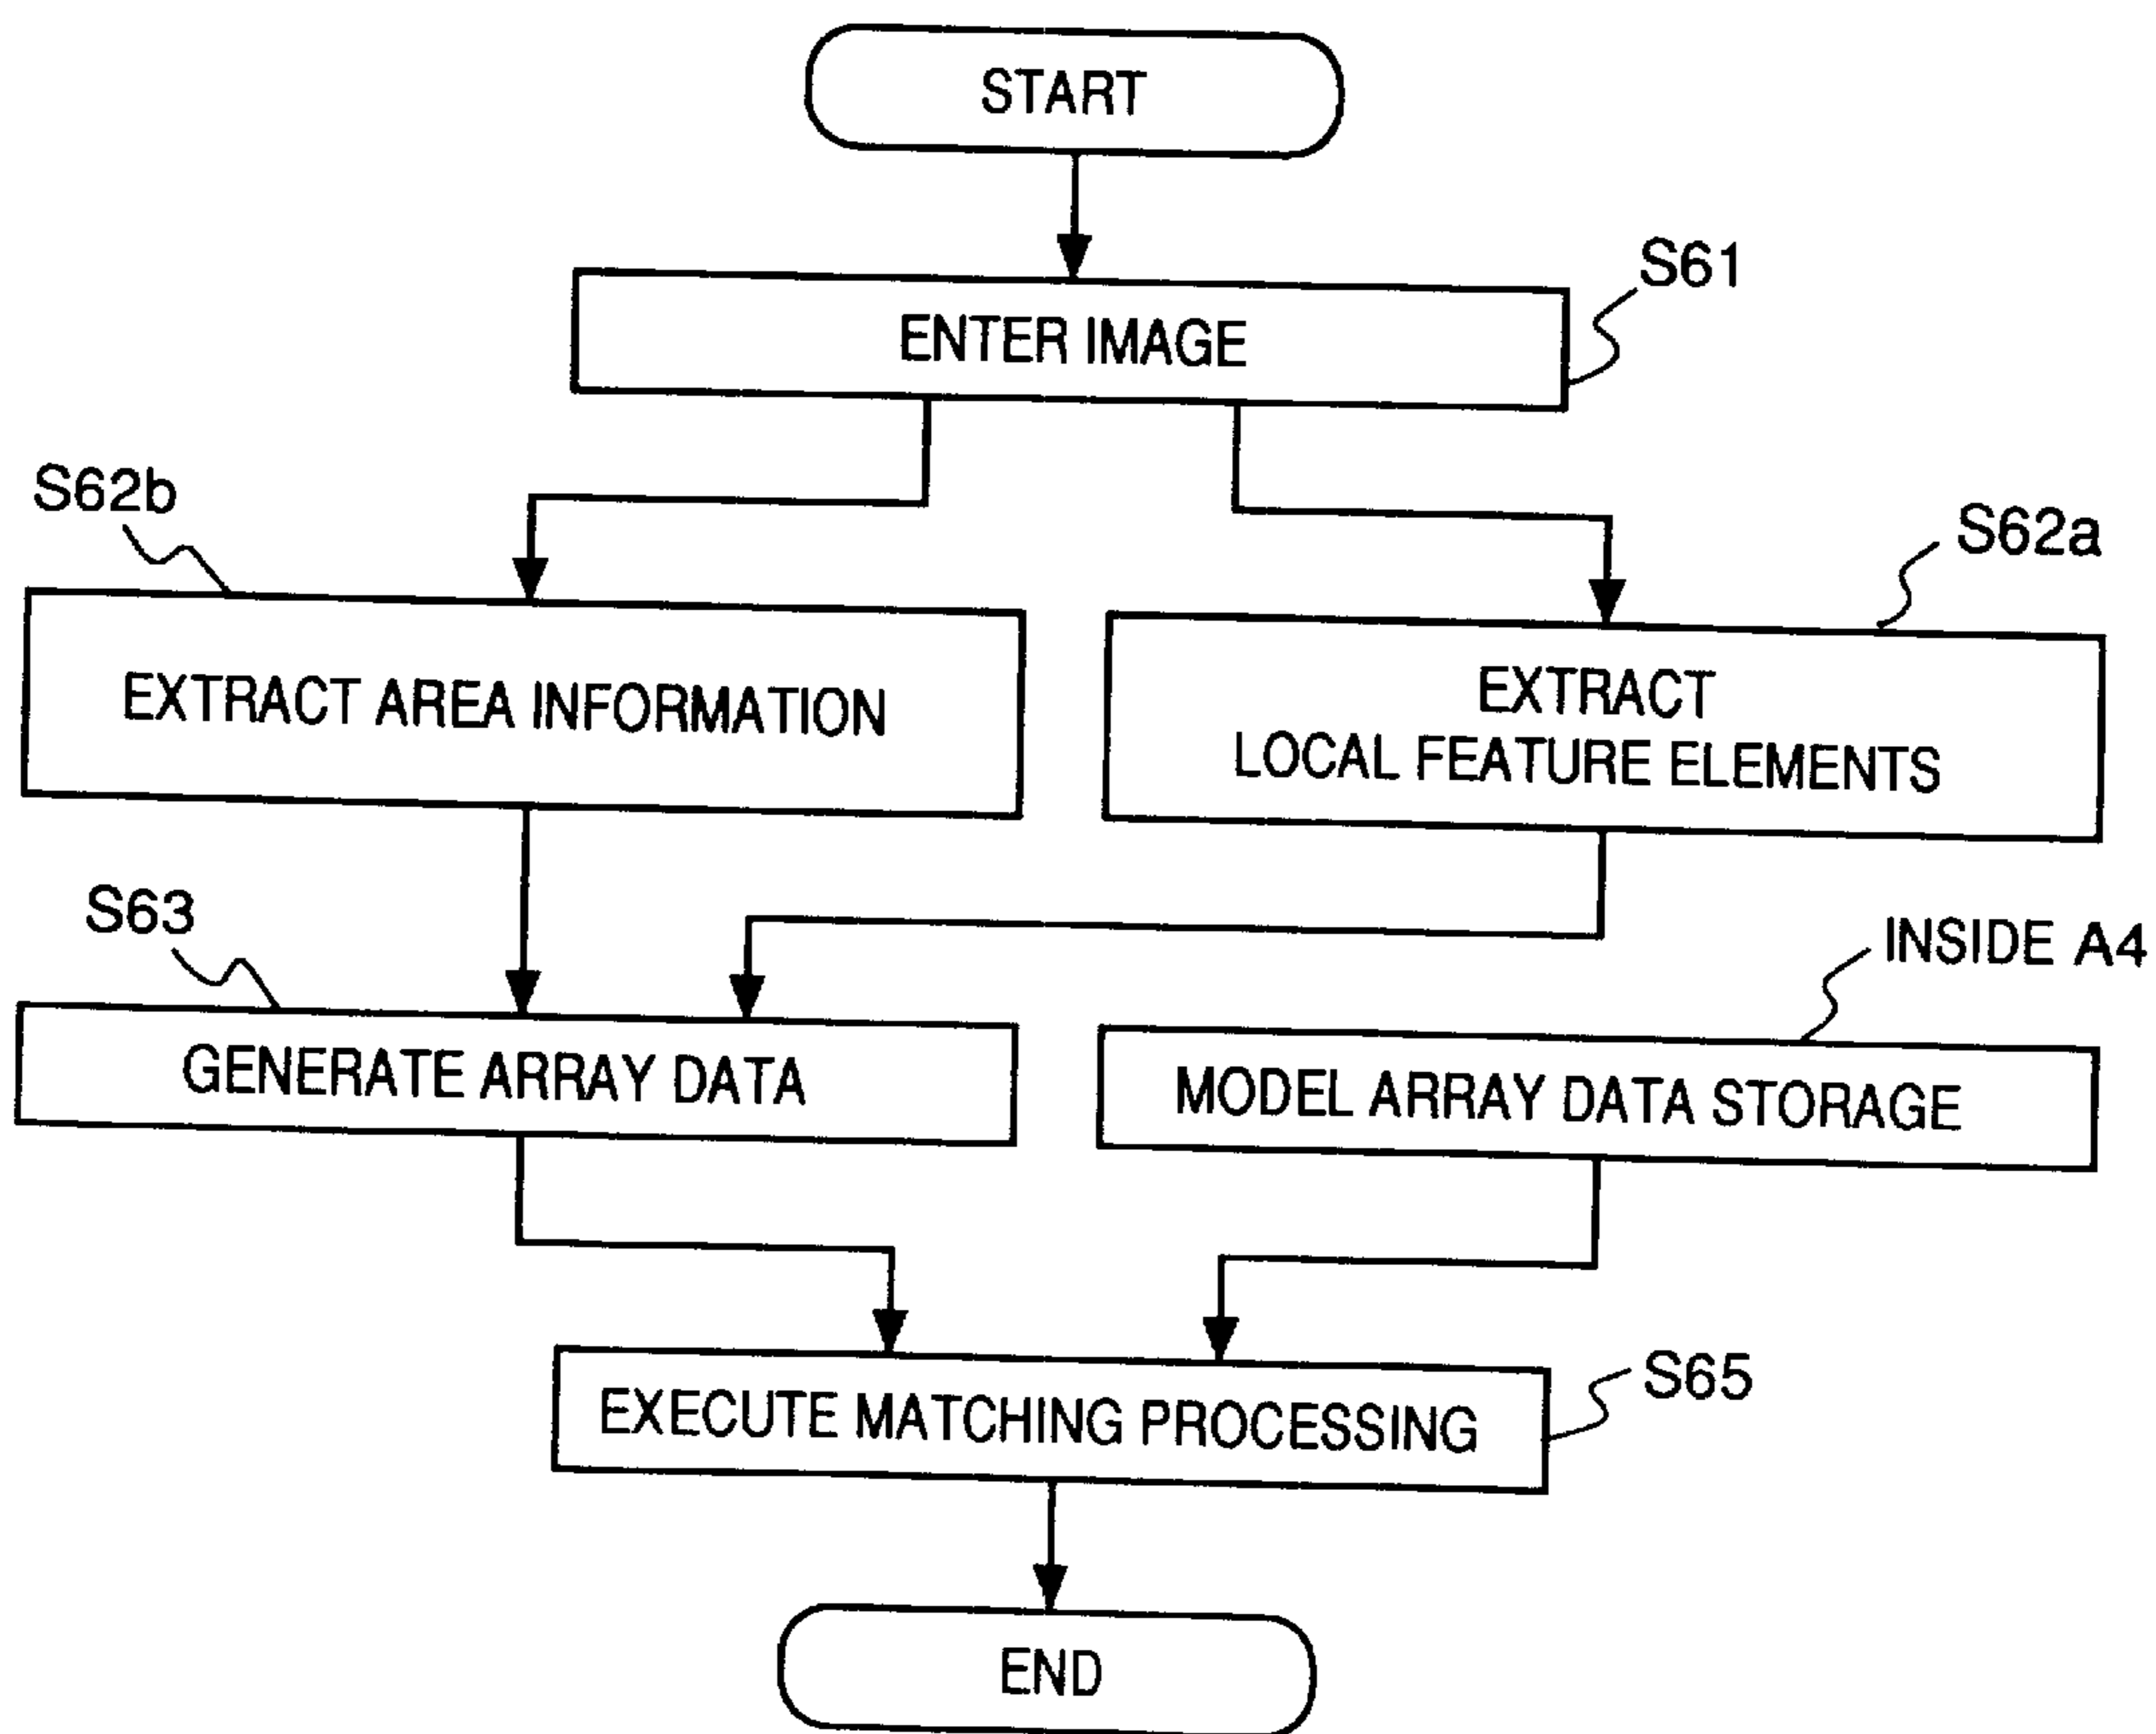 START
S61
ENTER IMAGE
S62b
S62a
EXTRACT AREA INFORMATION
EXTRACT
LOCAL FEATURE ELEMENTS
S63
INSIDE A4
GENERATE ARRAY DATA
MODEL ARRAY DATA STORAGE
S65
EXECUTE MATCHING PROCESSING
END